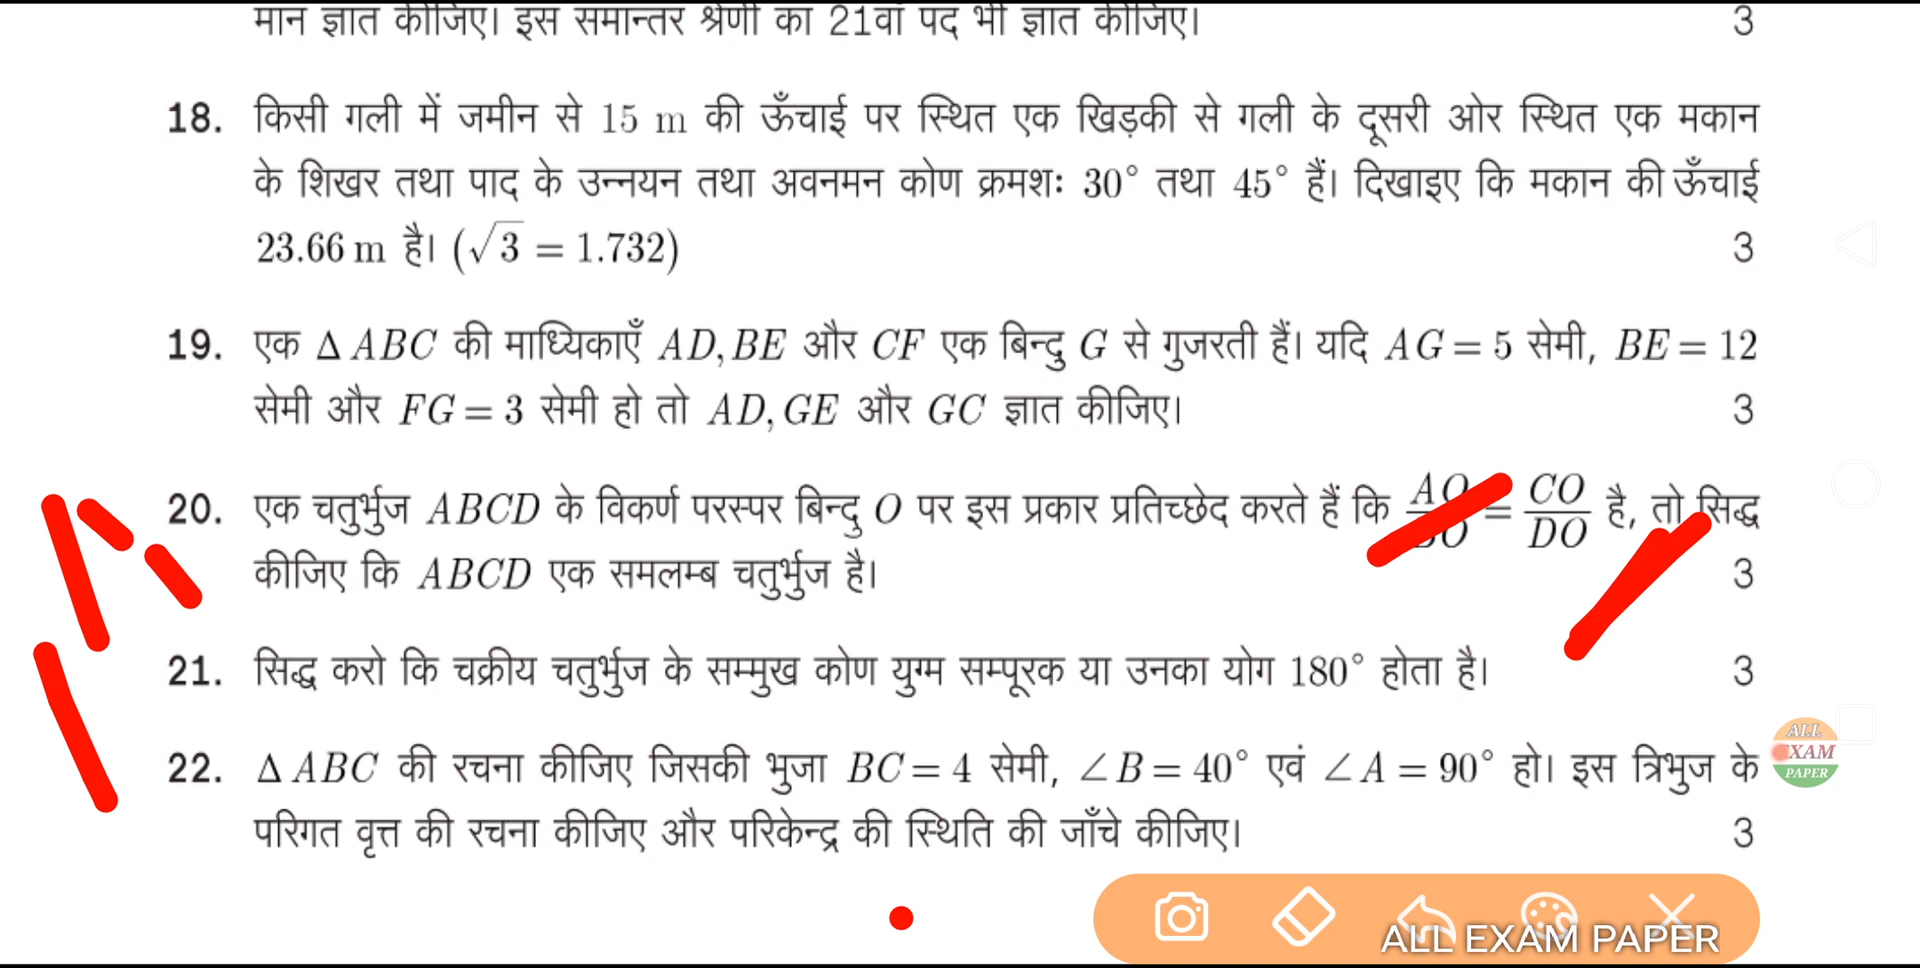 मान ज्ञात कीजिए। इस समान्तर श्रेणी का 21वाँ पद भी ज्ञात कीजिए। 3
18. किसी गली में जमीन से 15 m की ऊँचाई पर स्थित एक खिड़की से गली के दूसरी ओर स्थित एक मकान
के शिखर तथा पाद के उन्नयन तथा अवनमन कोण क्रमशः 30° तथा 45° हैं। दिखाइए कि मकान की ऊँचाई
23.66 m है। (√3 = 1.732) 3
19. एक Δ ABC की माध्यिकाएँ AD, BE और CF एक बिन्दु G से गुजरती हैं। यदि AG = 5 सेमी, BE = 12
सेमी और FG = 3 सेमी हो तो AD, GE और GC ज्ञात कीजिए। 3
20. एक चतुर्भुज ABCD के विकर्ण परस्पर बिन्दु O पर इस प्रकार प्रतिच्छेद करते हैं कि AO/BO = CO/DO है, तो सिद्ध
कीजिए कि ABCD एक समलम्ब चतुर्भुज है। 3
21. सिद्ध करो कि चक्रीय चतुर्भुज के सम्मुख कोण युग्म सम्पूरक या उनका योग 180° होता है। 3
22. Δ ABC की रचना कीजिए जिसकी भुजा BC = 4 सेमी, ∠B = 40° एवं ∠A = 90° हो। इस त्रिभुज के
परिगत वृत्त की रचना कीजिए और परिकेन्द्र की स्थिति की जाँचे कीजिए। 3
ALL
EXAM
PAPER
ALL EXAM PAPER